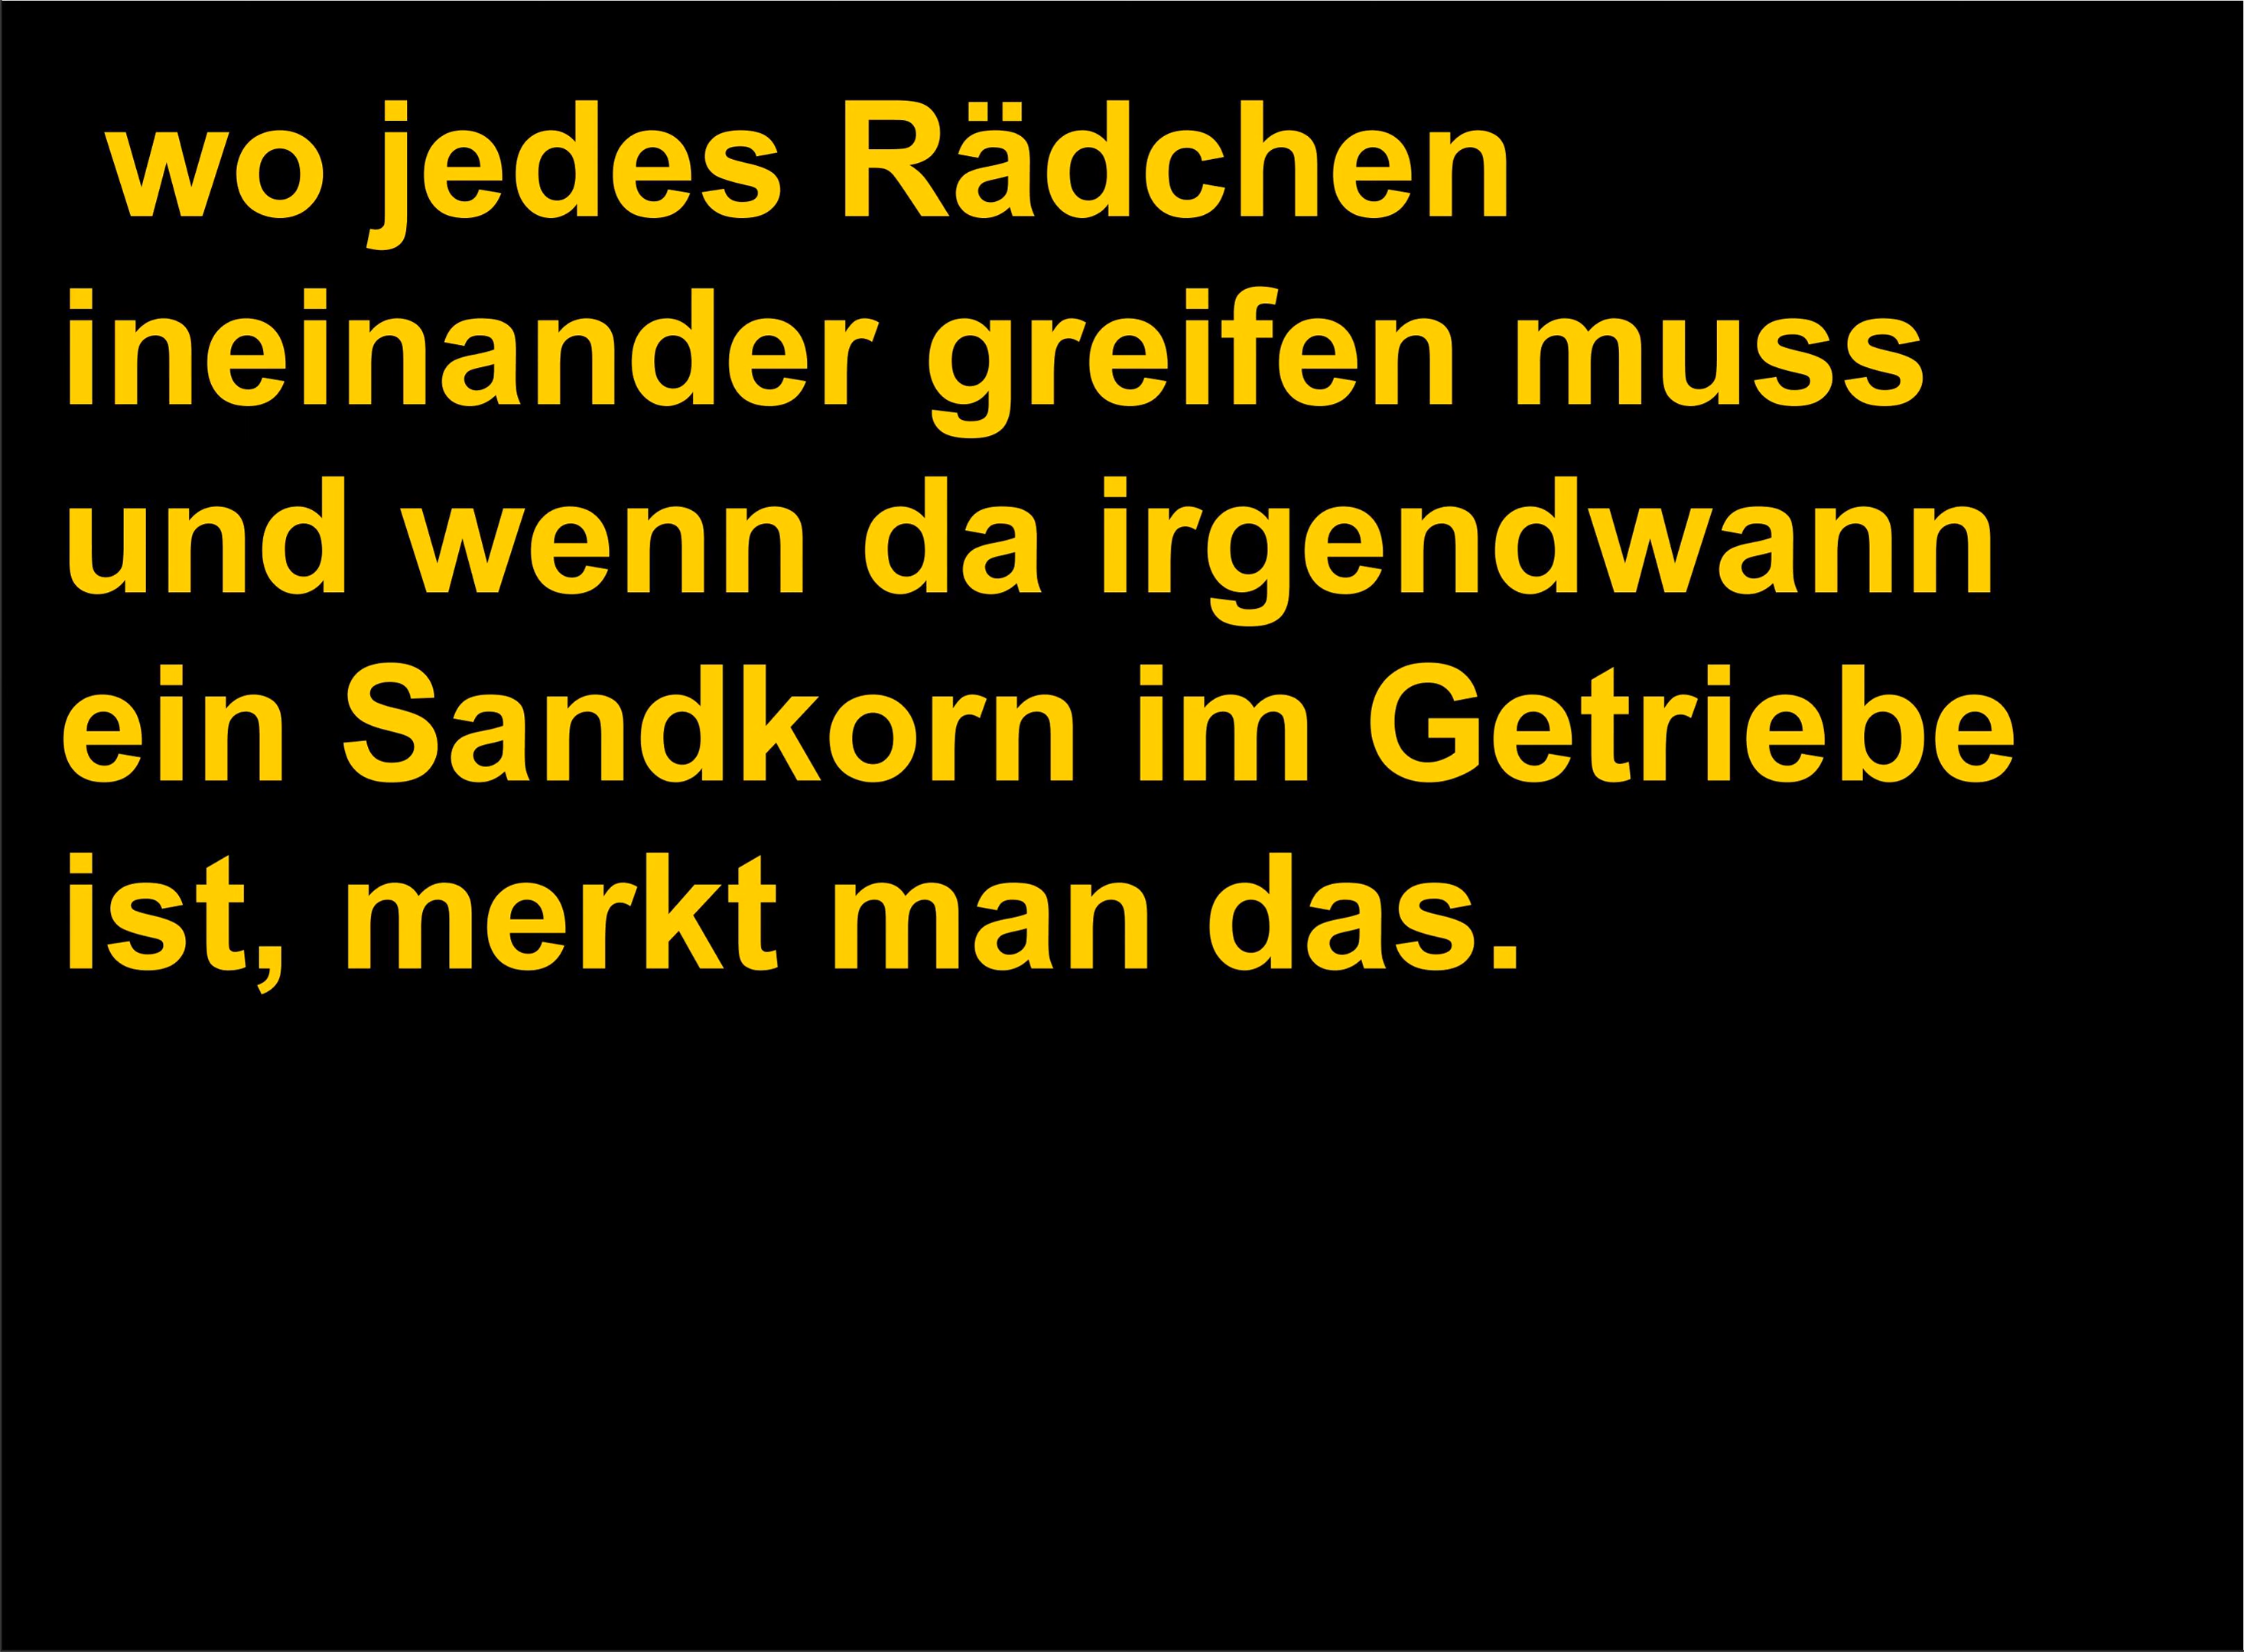 wo jedes Rädchen
ineinander greifen muss
und wenn da irgendwann
ein Sandkorn im Getriebe
ist, merkt man das.